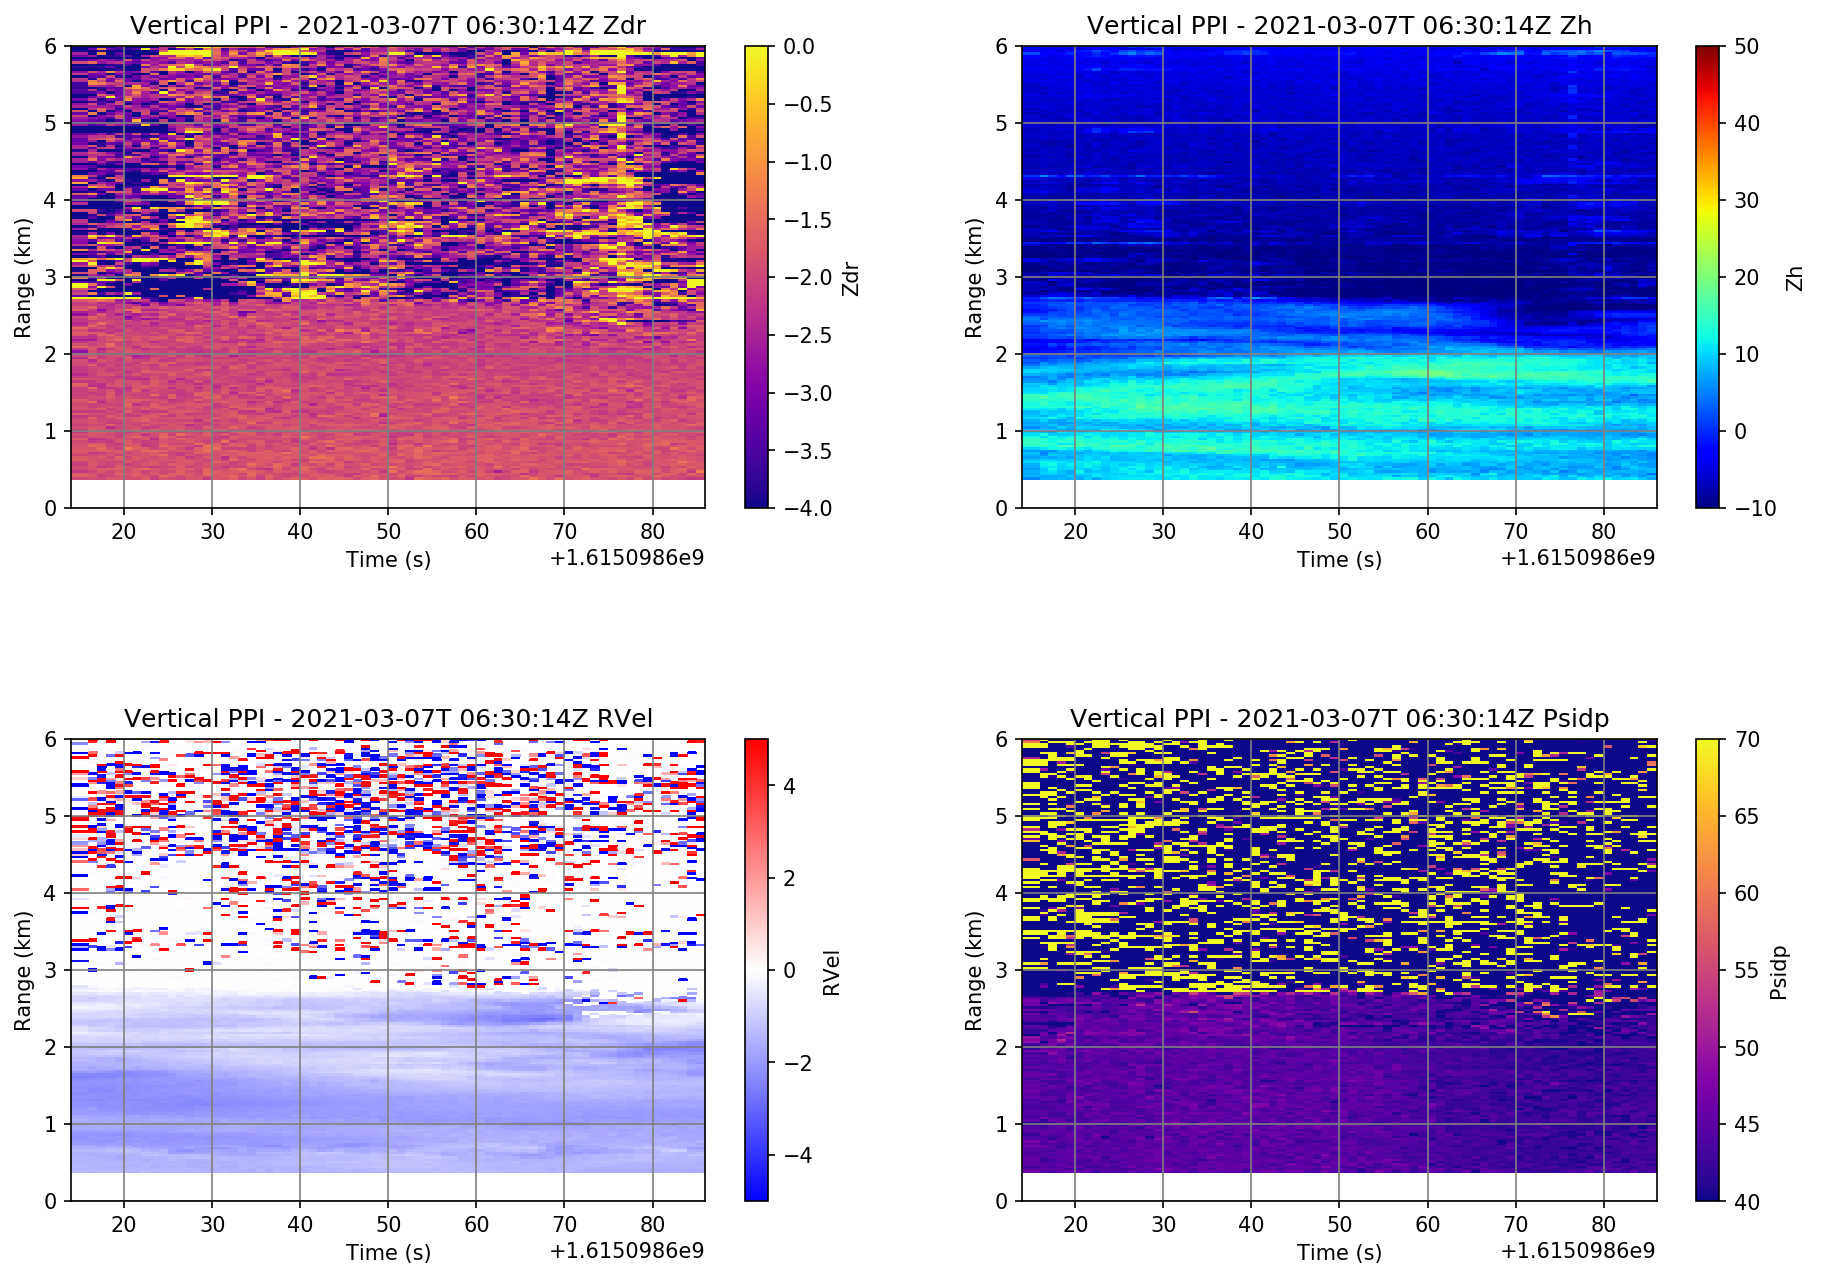 Vertical PPI - 2021-03-07T 06:30:14Z Zdr
6
5
4
3
2
1
0
Range (km)
20 30 40 50 60 70 80
Time (s)
+1.6150986e9
0.0
−0.5
−1.0
−1.5
−2.0
−2.5
−3.0
−3.5
−4.0
Zdr
Vertical PPI - 2021-03-07T 06:30:14Z Zh
6
5
4
3
2
1
0
Range (km)
20 30 40 50 60 70 80
Time (s)
+1.6150986e9
50
40
30
20
10
0
−10
Zh
Vertical PPI - 2021-03-07T 06:30:14Z RVel
6
5
4
3
2
1
0
Range (km)
20 30 40 50 60 70 80
Time (s)
+1.6150986e9
4
2
0
−2
−4
RVel
Vertical PPI - 2021-03-07T 06:30:14Z Psidp
6
5
4
3
2
1
0
Range (km)
20 30 40 50 60 70 80
Time (s)
+1.6150986e9
70
65
60
55
50
45
40
Psidp